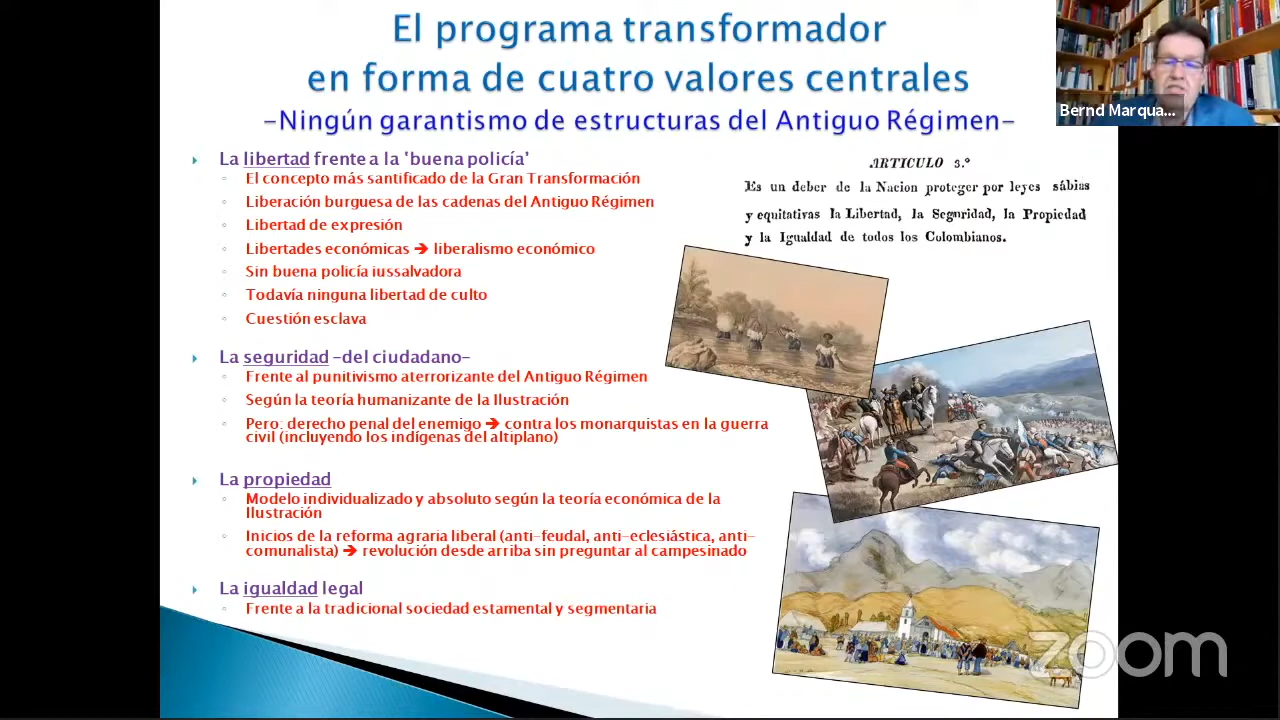 El programa transformador
en forma de cuatro valores centrales
-Ningún garantismo de estructuras del Antiguo Régimen-
Bernd Marqua...
La libertad frente a la 'buena policía'
El concepto más santificado de la Gran Transformación
Liberación burguesa de las cadenas del Antiguo Régimen
Libertad de expresión
Libertades económicas ➔ liberalismo económico
Sin buena policía iussalvadora
Todavía ninguna libertad de culto
Cuestión esclava
La seguridad -del ciudadano-
Frente al punitivismo aterrorizante del Antiguo Régimen
Según la teoría humanizante de la Ilustración
Pero: derecho penal del enemigo ➔ contra los monarquistas en la guerra
civil (incluyendo los indígenas del altiplano)
La propiedad
Modelo individualizado y absoluto según la teoría económica de la
Ilustración
Inicios de la reforma agraria liberal (anti-feudal, anti-eclesiástica, anti-
comunalista) ➔ revolución desde arriba sin preguntar al campesinado
La igualdad legal
Frente a la tradicional sociedad estamental y segmentaria
ARTICULO 3.º
Es un deber de la Nacion proteger por leyes sábias
y equitativas la Libertad, la Seguridad, la Propiedad
y la Igualdad de todos los Colombianos.
zoom